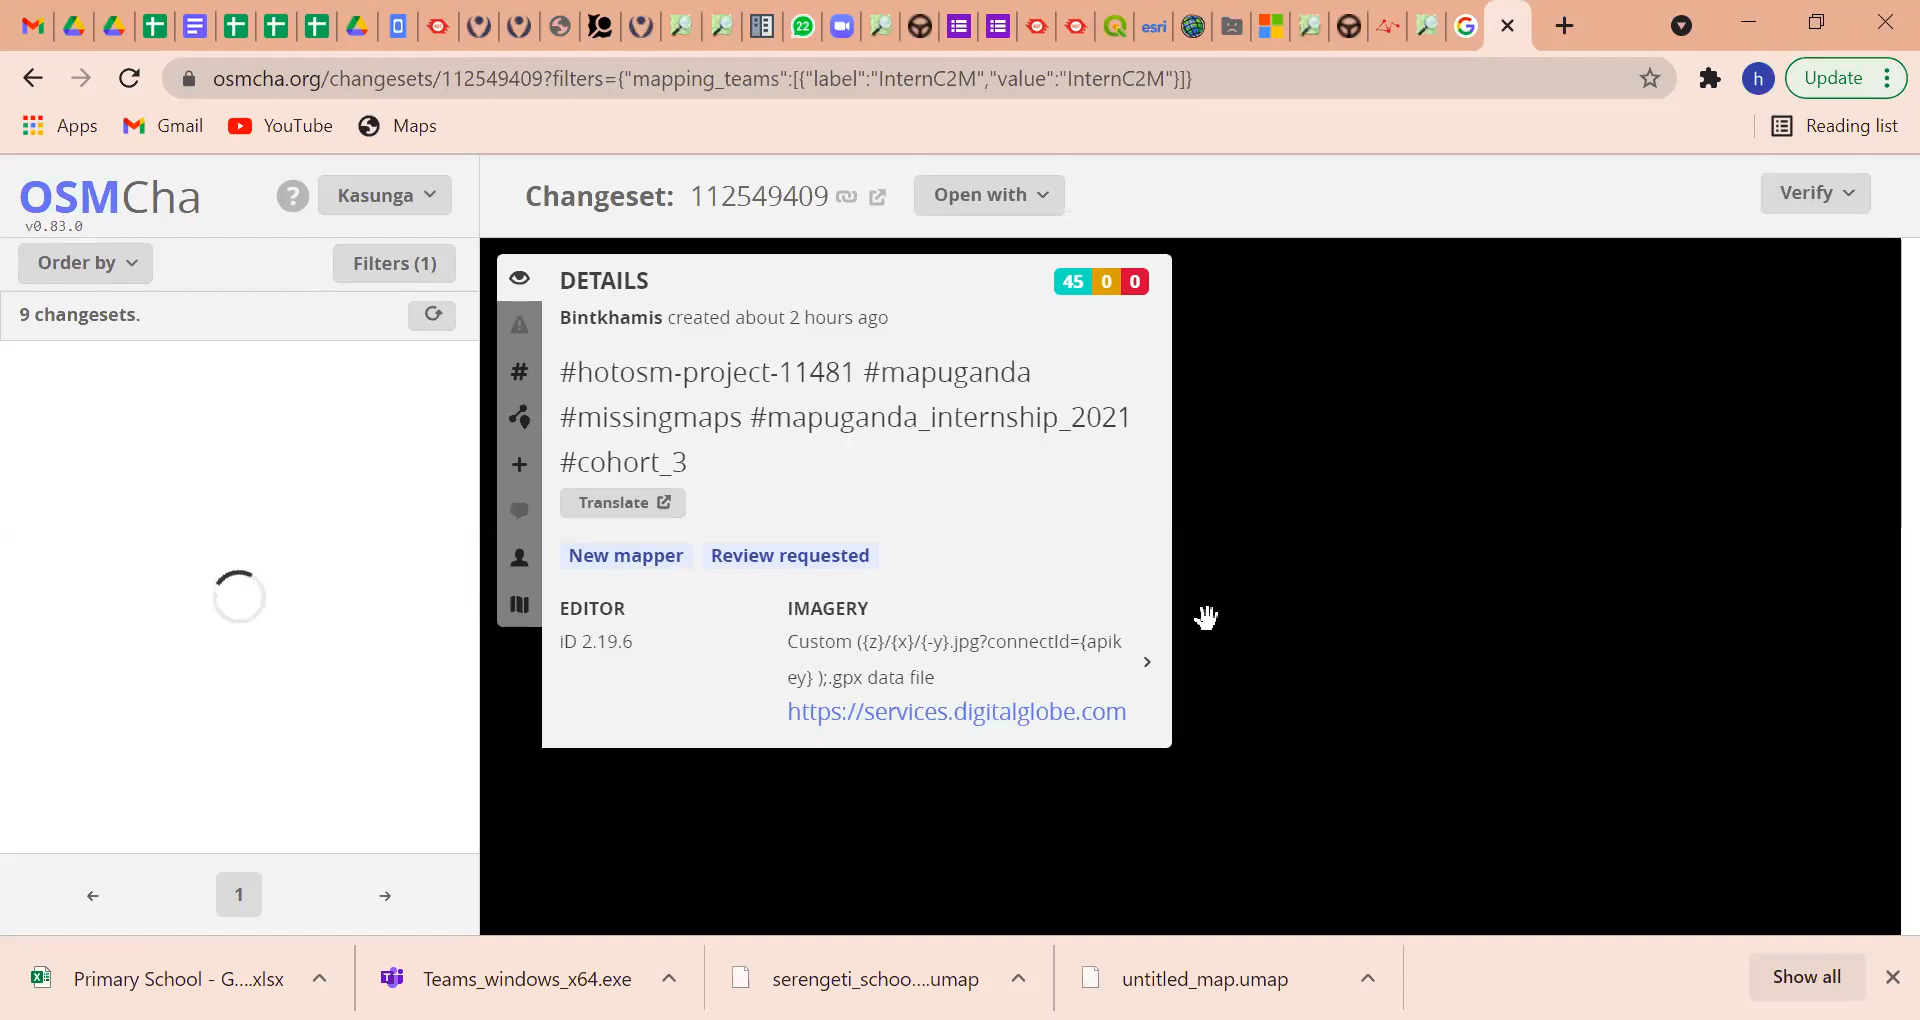 22
esri
osmcha.org/changesets/112549409?filters={"mapping_teams":[{"label":"InternC2M","value":"InternC2M"}]}
h
Update
Apps
Gmail
YouTube
Maps
Reading list
OSMCha
v0.83.0
?
Kasunga
Changeset: 112549409
Open with
Verify
Order by
Filters (1)
9 changesets.
DETAILS
45 0 0
Bintkhamis created about 2 hours ago
#hotosm-project-11481 #mapuganda
#missingmaps #mapuganda_internship_2021
#cohort_3
Translate
New mapper
Review requested
EDITOR
IMAGERY
iD 2.19.6
Custom ({z}/{x}/{-y}.jpg?connectId={apik
ey} );.gpx data file
https://services.digitalglobe.com
1
Primary School - G....xlsx
Teams_windows_x64.exe
serengeti_schoo....umap
untitled_map.umap
Show all